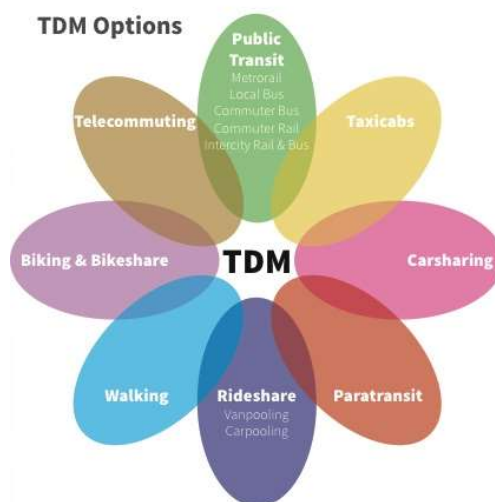 TDM Options
Public
Transit
Metrorail
Local Bus
Commuter Bus
Commuter Rail
Intercity Rail & Bus
Telecommuting
Taxicabs
Biking & Bikeshare
TDM
Carsharing
Walking
Rideshare
Vanpooling
Carpooling
Paratransit